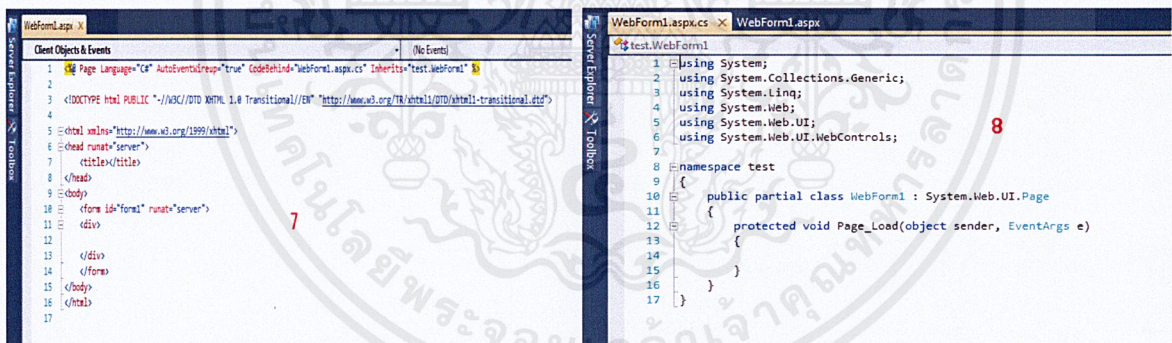 WebForm1.aspx X
Client Objects & Events (No Events)
Server Explorer
Toolbox
1 <%@ Page Language="C#" AutoEventWireup="true" CodeBehind="WebForm1.aspx.cs" Inherits="test.WebForm1" %>
2
3 <!DOCTYPE html PUBLIC "-//W3C//DTD XHTML 1.0 Transitional//EN" "http://www.w3.org/TR/xhtml1/DTD/xhtml1-transitional.dtd">
4
5 <html xmlns="http://www.w3.org/1999/xhtml">
6 <head runat="server">
7 <title></title>
8 </head>
9 <body>
10 <form id="form1" runat="server">
11 <div>
12
13 </div>
14 </form>
15 </body>
16 </html>
17
7
WebForm1.aspx.cs X WebForm1.aspx
test.WebForm1
Server Explorer
Toolbox
1 using System;
2 using System.Collections.Generic;
3 using System.Linq;
4 using System.Web;
5 using System.Web.UI;
6 using System.Web.UI.WebControls;
7
8 namespace test
9 {
10 public partial class WebForm1 : System.Web.UI.Page
11 {
12 protected void Page_Load(object sender, EventArgs e)
13 {
14
15 }
16 }
17 }
8